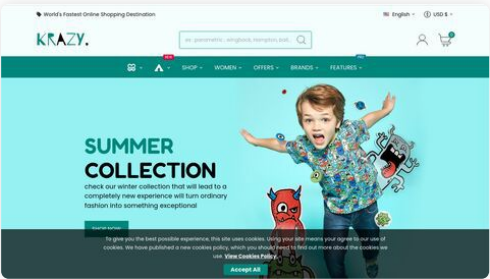 World's Fastest Online Shopping Destination
English
USD $
KRAZY.
SHOP
WOMEN
OFFERS
BRANDS
FEATURES
SUMMER
COLLECTION
check our winter collection that will lead to a
completely new experience will turn ordinary
fashion into something exceptional
SHOP NOW
To give you the best possible experience, this site uses cookies. Using your site means your agree to our use of
cookies. We have published a new cookies policy, which you should need to find out more about the cookies we
use. View Cookies Policy.
Accept All